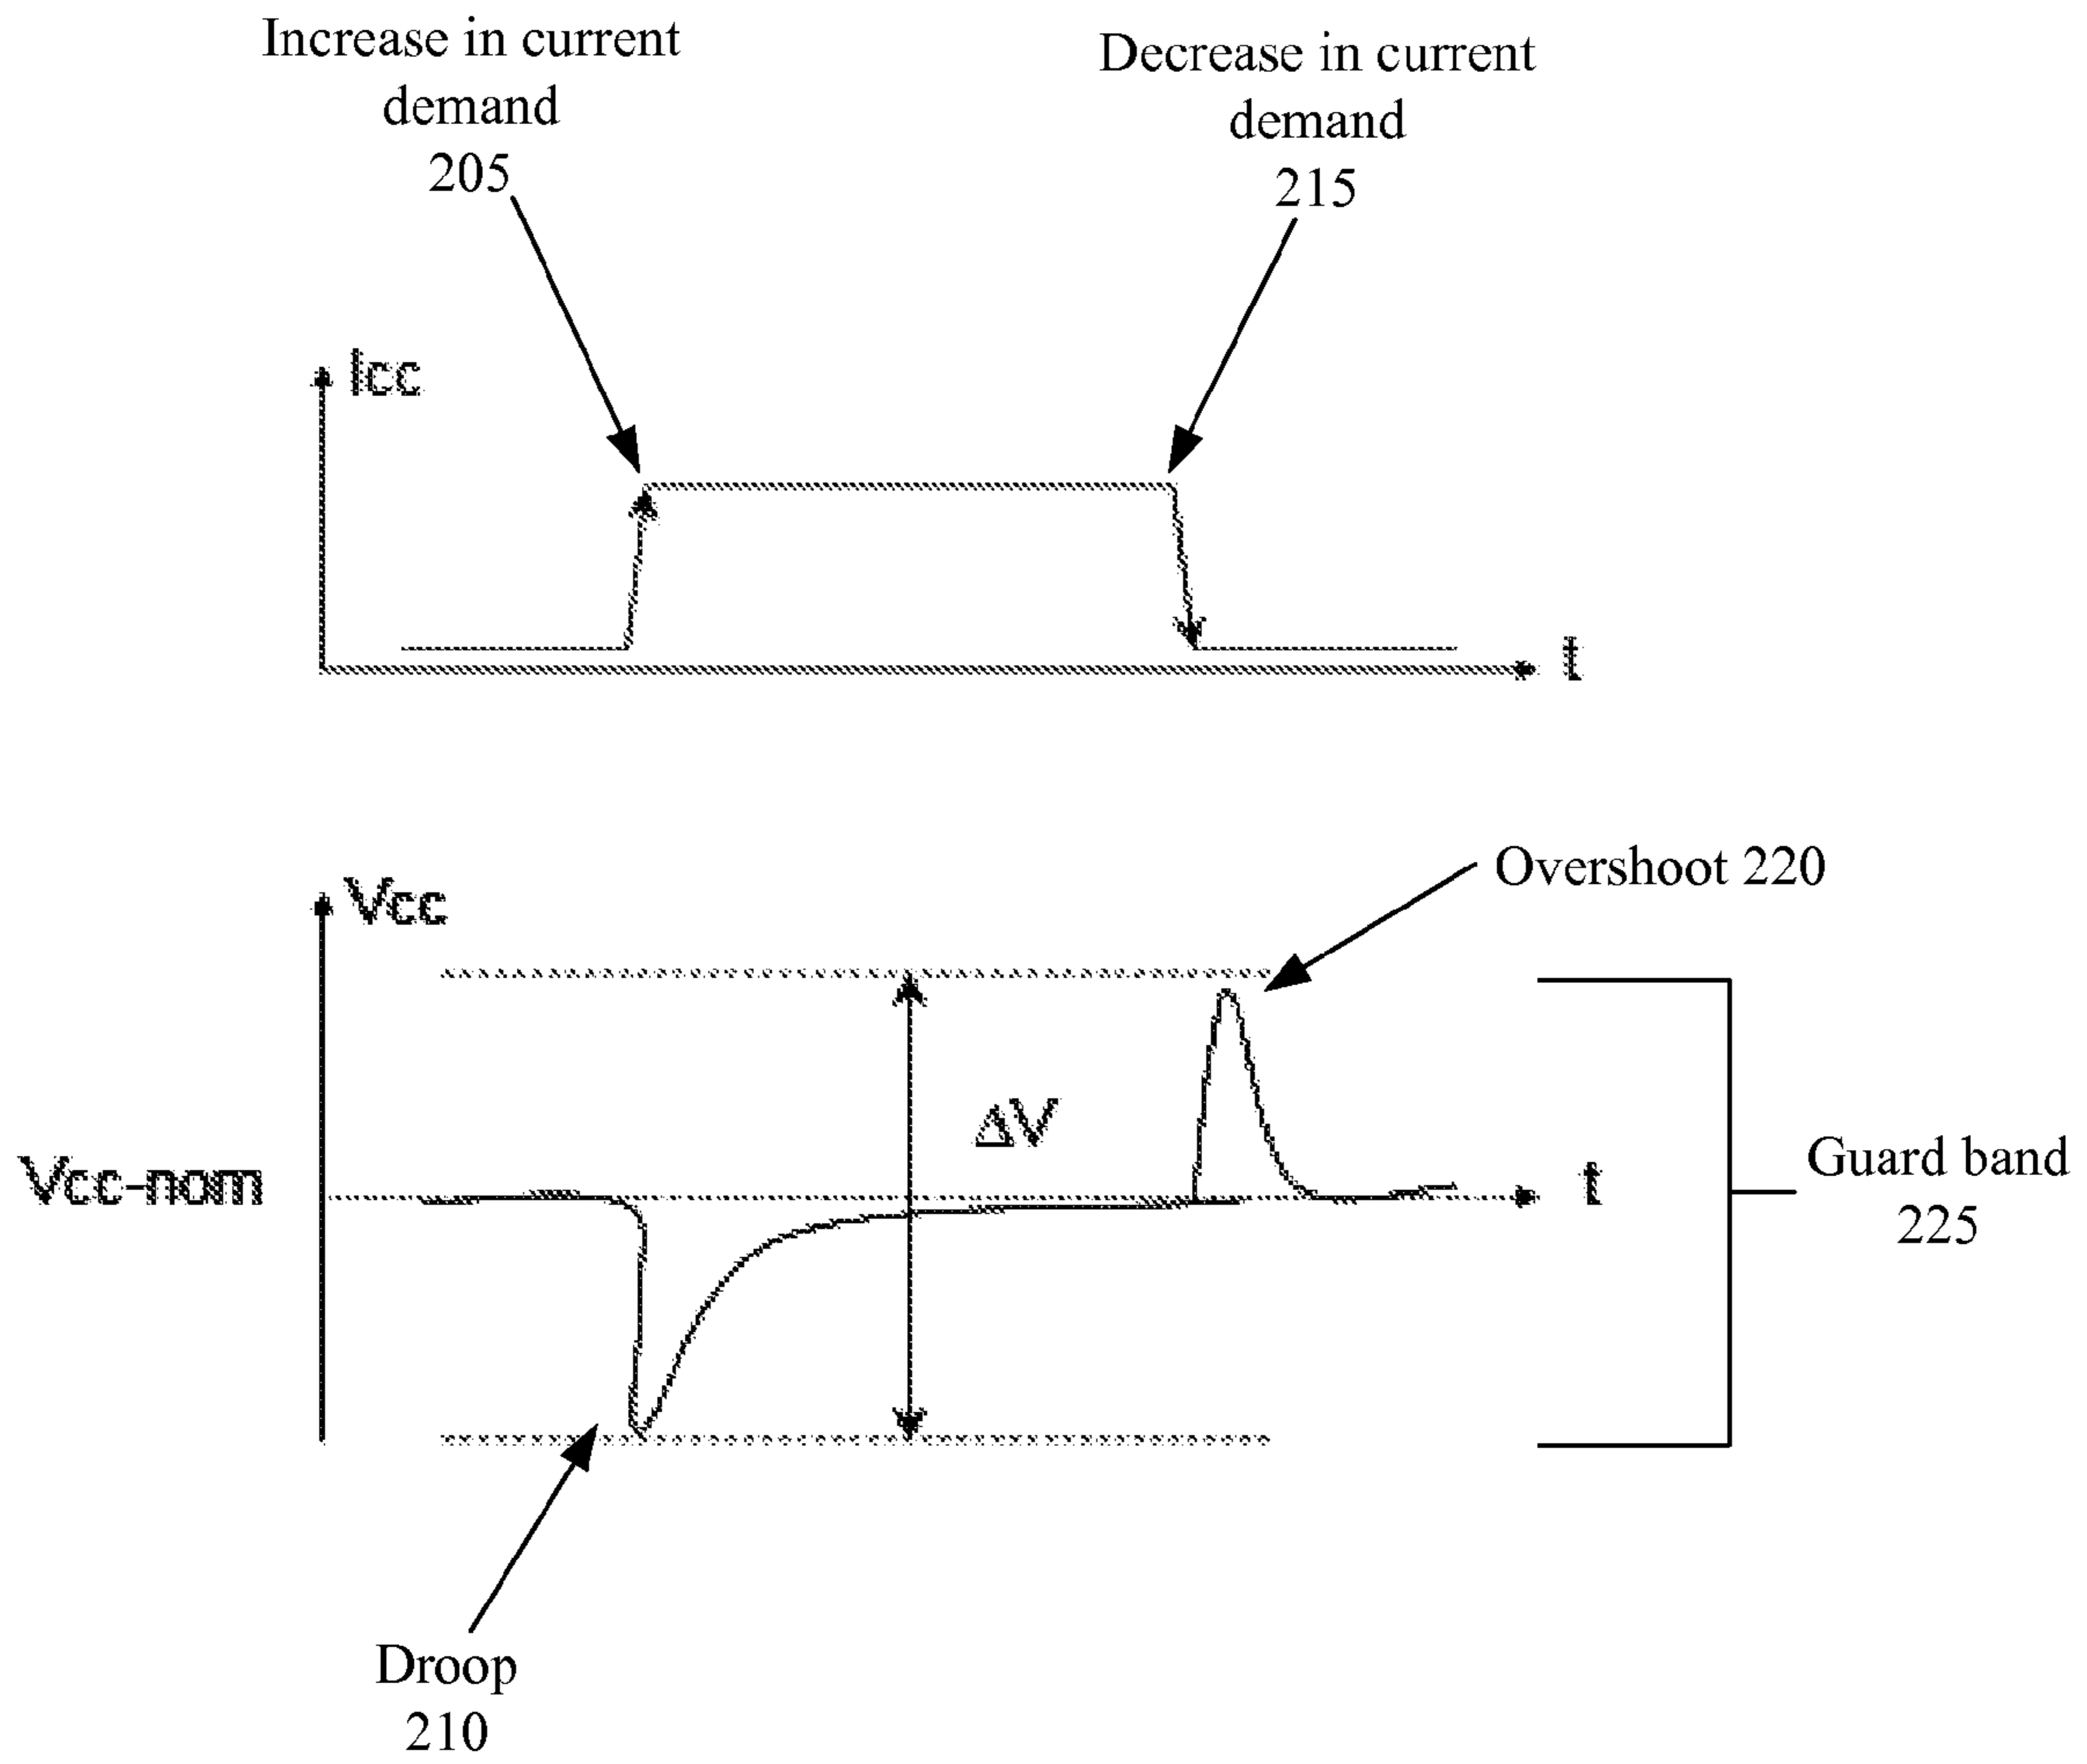 Increase in current
demand
205
Decrease in current
demand
215
Icc
t
Vcc
Overshoot 220
ΔV
Vcc-nom
t
Guard band
225
Droop
210